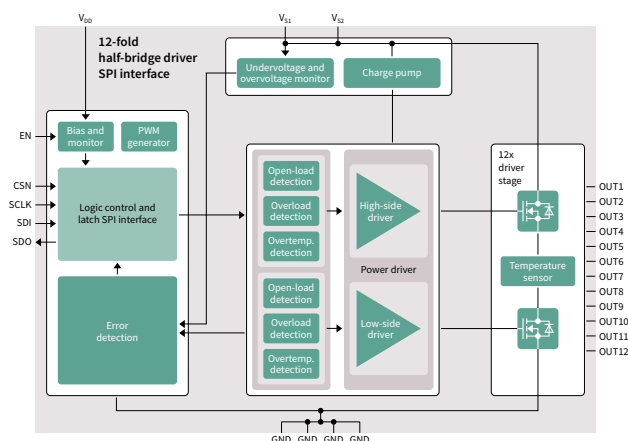 VDD
VS1
VS2
12-fold
half-bridge driver
SPI interface
Undervoltage and
overvoltage monitor
Charge pump
EN
Bias and
monitor
PWM
generator
CSN
SCLK
SDI
SDO
Logic control and
latch SPI interface
Error
detection
Open-load
detection
Overload
detection
Overtemp.
detection
High-side
driver
Power driver
Open-load
detection
Overload
detection
Overtemp.
detection
Low-side
driver
12x
driver
stage
Temperature
sensor
OUT1
OUT2
OUT3
OUT4
OUT5
OUT6
OUT7
OUT8
OUT9
OUT10
OUT11
OUT12
GND GND GND GND